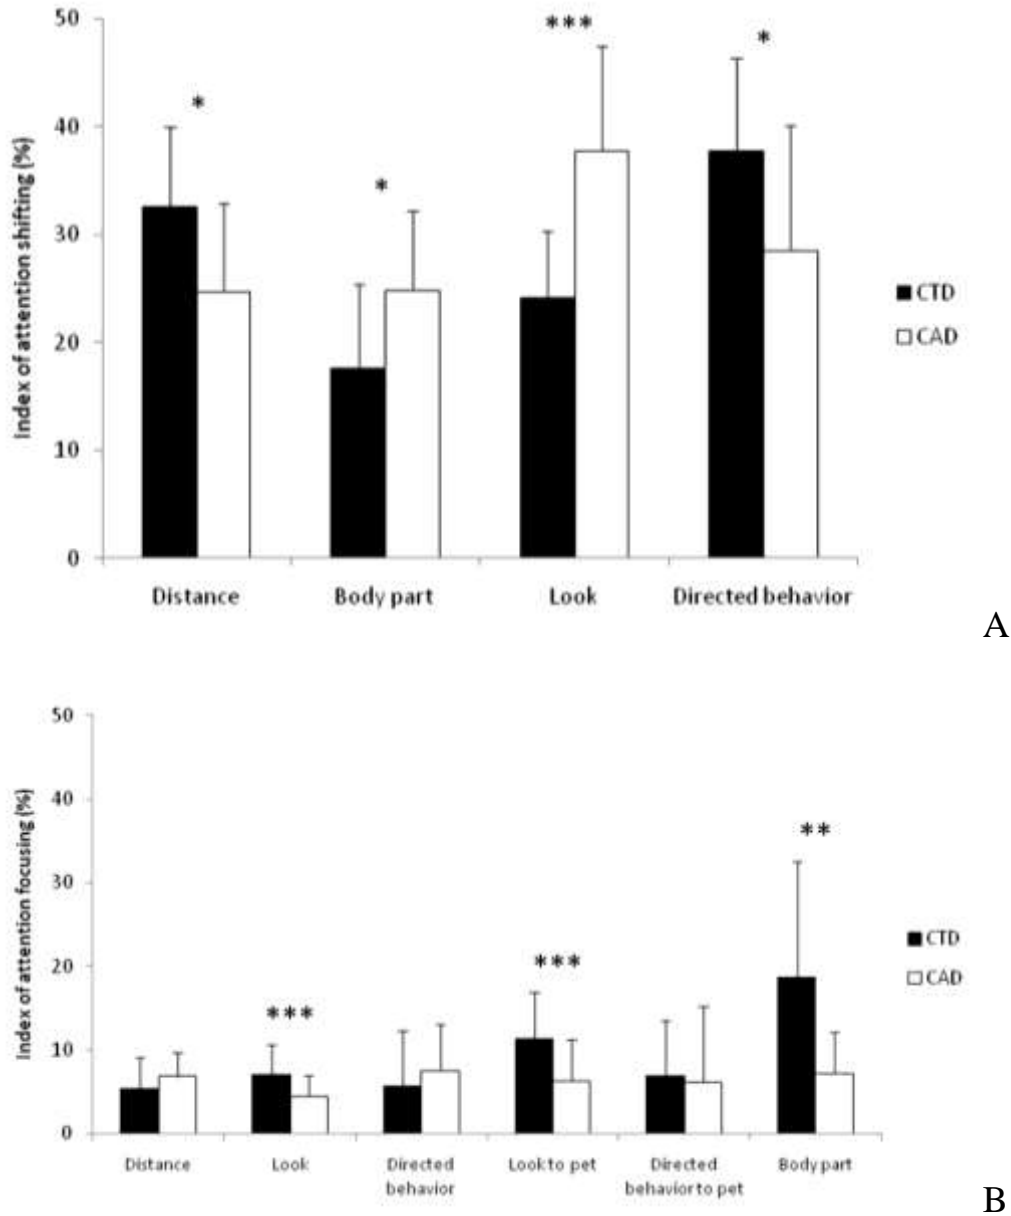 50
40
30
20
10
0
Index of attention shifting (%)
*
*
***
*
CTD
CAD
Distance
Body part
Look
Directed behavior
A
50
40
30
20
10
0
Index of attention focusing (%)
***
***
**
CTD
CAD
Distance
Look
Directed
behavior
Look to pet
Directed
behavior to pet
Body part
B